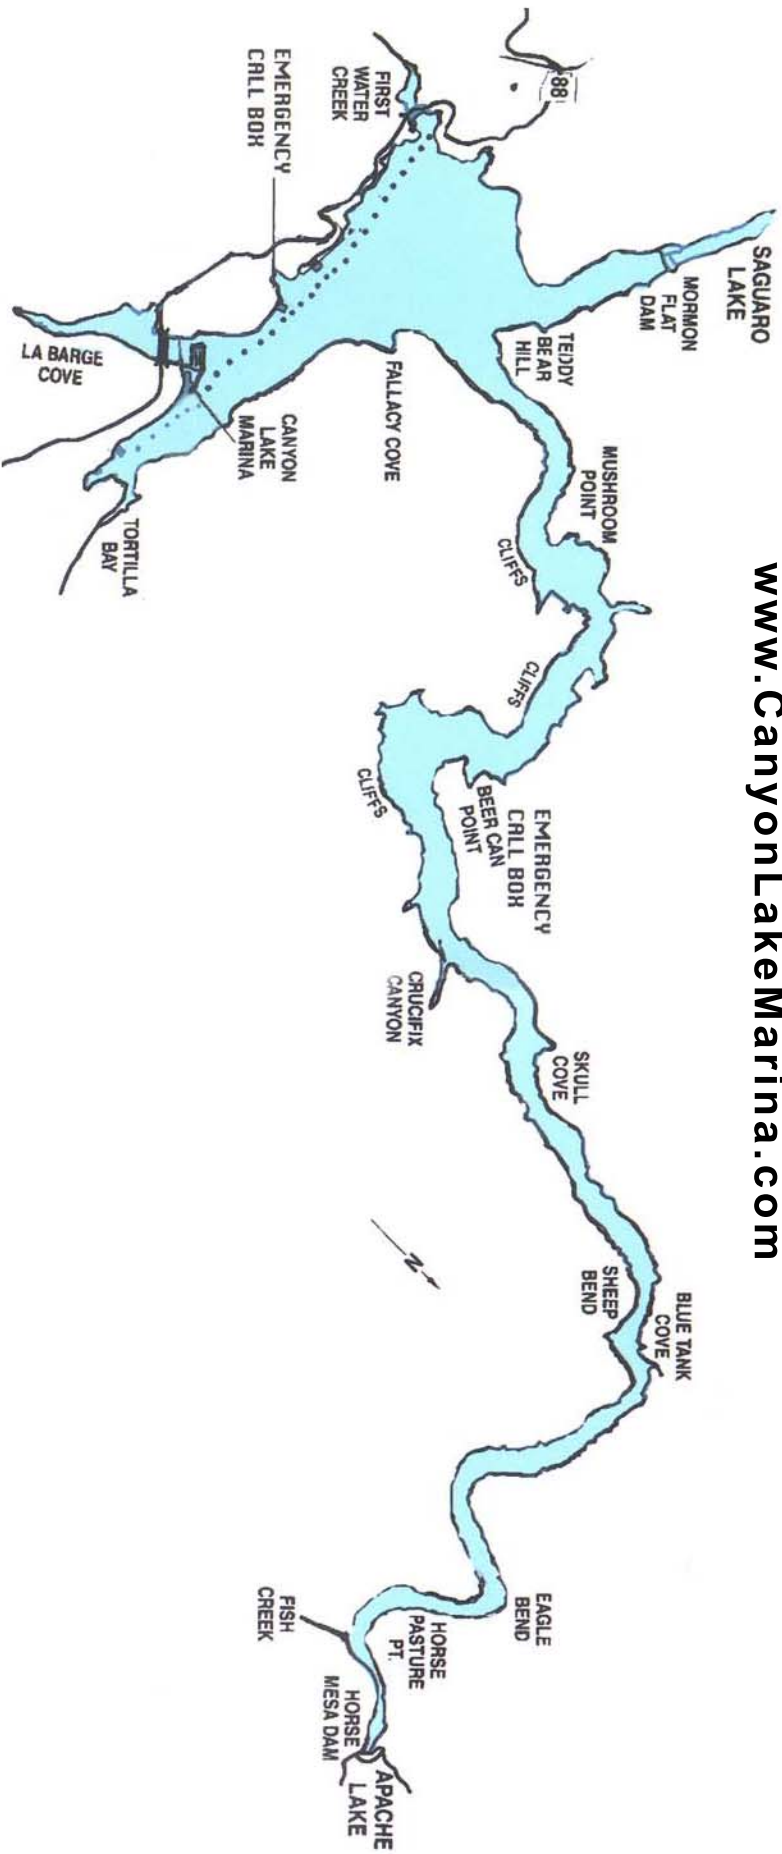 www.CanyonLakeMarina.com
88
SAGUARO
LAKE
MORMON
FLAT
DAM
FIRST
WATER
CREEK
EMERGENCY
CALL BOX
TEDDY
BEAR
HILL
FALLACY COVE
LA BARGE
COVE
CANYON
LAKE
MARINA
TORTILLA
BAY
MUSHROOM
POINT
CLIFFS
CLIFFS
CLIFFS
EMERGENCY
CALL BOX
BEER CAN
POINT
CRUCIFIX
CANYON
SKULL
COVE
N
SHEEP
BEND
BLUE TANK
COVE
EAGLE
BEND
HORSE
PASTURE
PT.
FISH
CREEK
HORSE
MESA DAM
APACHE
LAKE